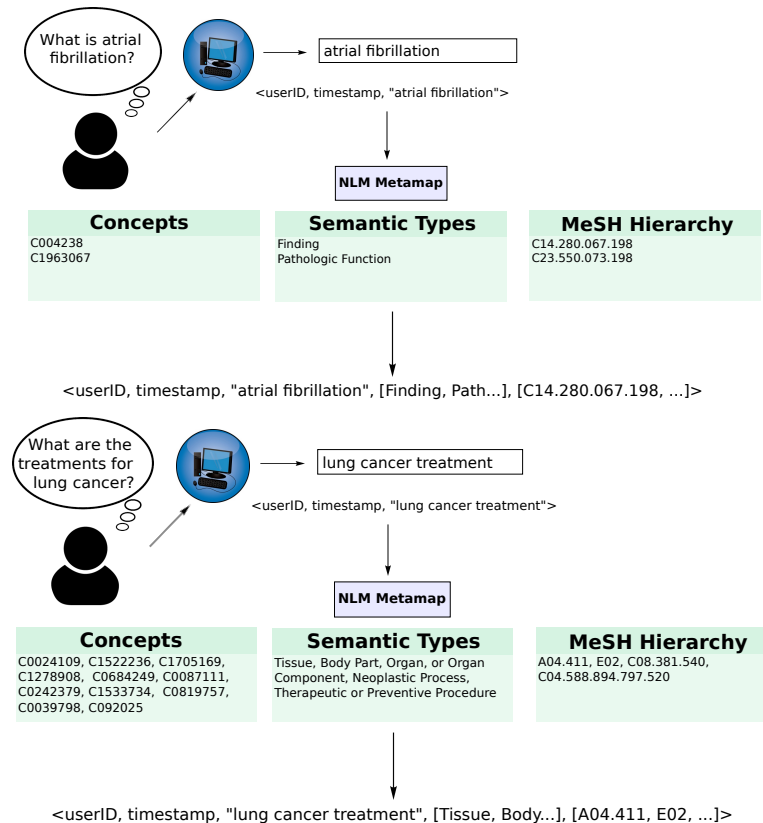 What is atrial
fibrillation?
atrial fibrillation
<userID, timestamp, "atrial fibrillation">
NLM Metamap
Concepts
C004238
C1963067
Semantic Types
Finding
Pathologic Function
MeSH Hierarchy
C14.280.067.198
C23.550.073.198
<userID, timestamp, "atrial fibrillation", [Finding, Path...], [C14.280.067.198, ...]>
What are the
treatments for
lung cancer?
lung cancer treatment
<userID, timestamp, "lung cancer treatment">
NLM Metamap
Concepts
C0024109, C1522236, C1705169,
C1278908, C0684249, C0087111,
C0242379, C1533734, C0819757,
C0039798, C092025
Semantic Types
Tissue, Body Part, Organ, or Organ
Component, Neoplastic Process,
Therapeutic or Preventive Procedure
MeSH Hierarchy
A04.411, E02, C08.381.540,
C04.588.894.797.520
<userID, timestamp, "lung cancer treatment", [Tissue, Body...], [A04.411, E02, ...]>